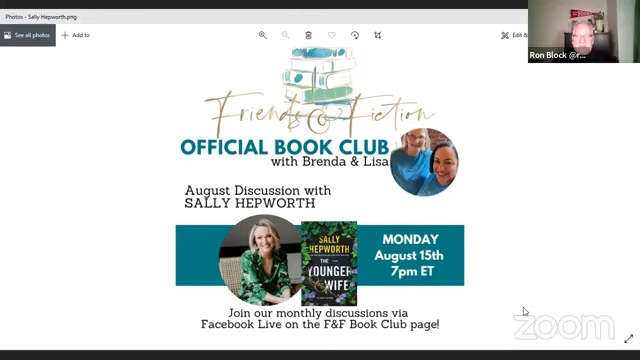 Photos - Sally Hepworth.png
See all photos
Add to
Edit &
Ron Block @r...
Friends & Fiction
OFFICIAL BOOK CLUB
with Brenda & Lisa
August Discussion with
SALLY HEPWORTH
SALLY
HEPWORTH
THE
YOUNGER
WIFE
MONDAY
August 15th
7pm ET
Join our monthly discussions via
Facebook Live on the F&F Book Club page!
zoom